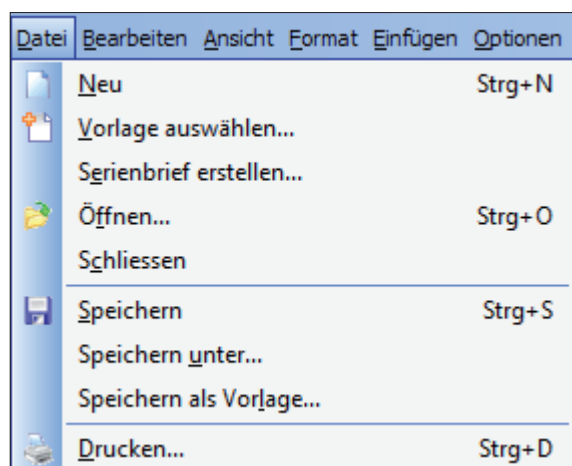 Datei Bearbeiten Ansicht Format Einfügen Optionen
Neu Strg+N
Vorlage auswählen...
Serienbrief erstellen...
Öffnen... Strg+O
Schliessen
Speichern Strg+S
Speichern unter...
Speichern als Vorlage...
Drucken... Strg+D